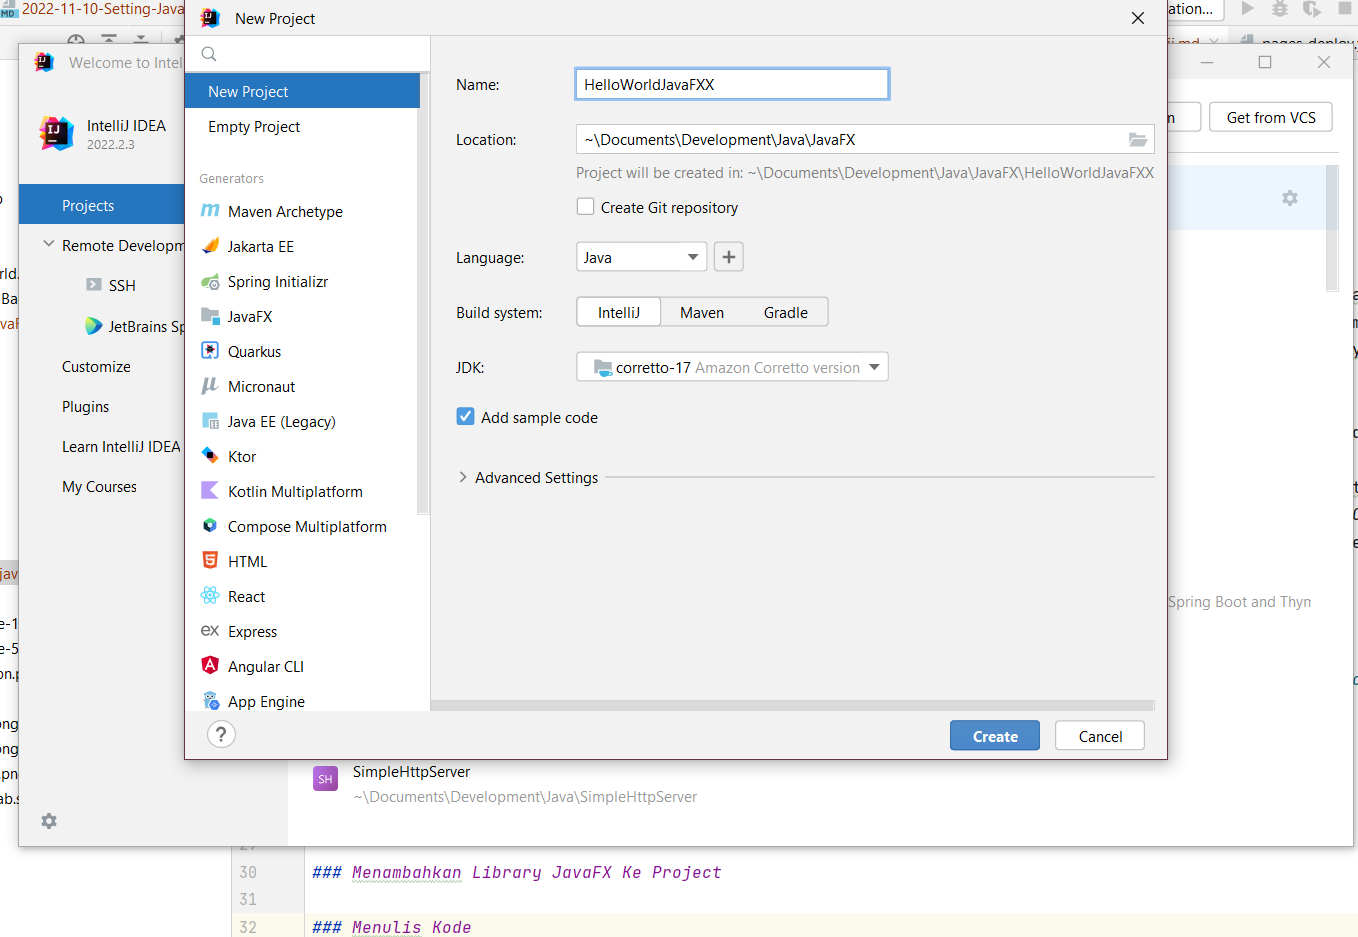 2022-11-10-Setting-Java
New Project
ation...
Welcome to Intel
New Project
Name:
HelloWorldJavaFXX
IntelliJ IDEA
2022.2.3
Empty Project
Get from VCS
Location:
~\Documents\Development\Java\JavaFX
Project will be created in: ~\Documents\Development\Java\JavaFX\HelloWorldJavaFXX
Generators
Create Git repository
Projects
Maven Archetype
Remote Developm
Jakarta EE
Language:
Java
SSH
Spring Initializr
JetBrains Sp
JavaFX
Build system:
IntelliJ
Maven
Gradle
Quarkus
Customize
JDK:
corretto-17 Amazon Corretto version
Micronaut
Plugins
Java EE (Legacy)
Add sample code
Learn IntelliJ IDEA
Ktor
My Courses
Kotlin Multiplatform
Advanced Settings
Compose Multiplatform
HTML
React
Spring Boot and Thym
Express
Angular CLI
App Engine
?
Create
Cancel
SH
SimpleHttpServer
~\Documents\Development\Java\SimpleHttpServer
30
### Menambahkan Library JavaFX Ke Project
31
32
### Menulis Kode